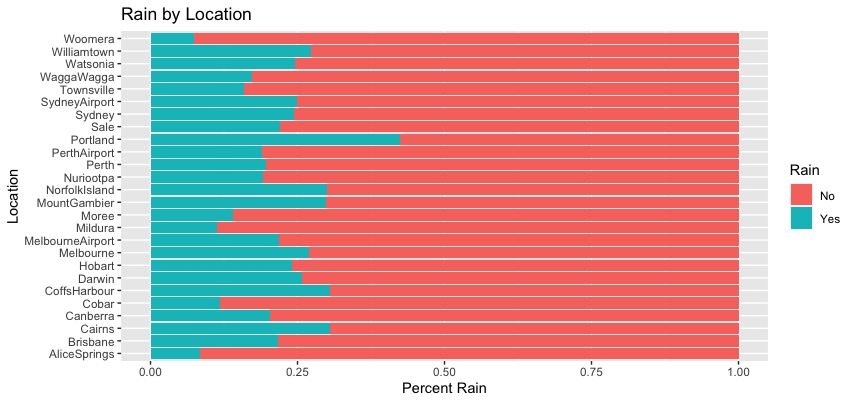 Rain by Location
Woomera
Williamtown
Watsonia
WaggaWagga
Townsville
SydneyAirport
Sydney
Sale
Portland
PerthAirport
Perth
Nuriootpa
NorfolkIsland
MountGambier
Moree
Mildura
MelbourneAirport
Melbourne
Hobart
Darwin
CoffsHarbour
Cobar
Canberra
Cairns
Brisbane
AliceSprings
Location
0.00 0.25 0.50 0.75 1.00
Percent Rain
Rain
No
Yes